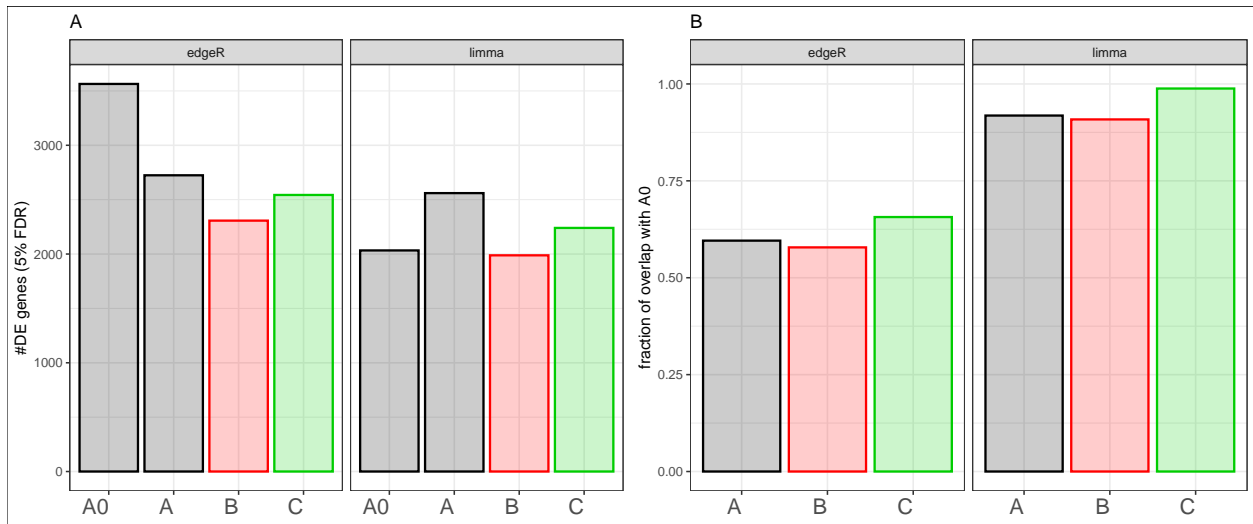 A
edgeR
limma
#DE genes (5% FDR)
3000
2000
1000
0
A0 A B C
A0 A B C
B
edgeR
limma
fraction of overlap with A0
1.00
0.75
0.50
0.25
0.00
A B C
A B C